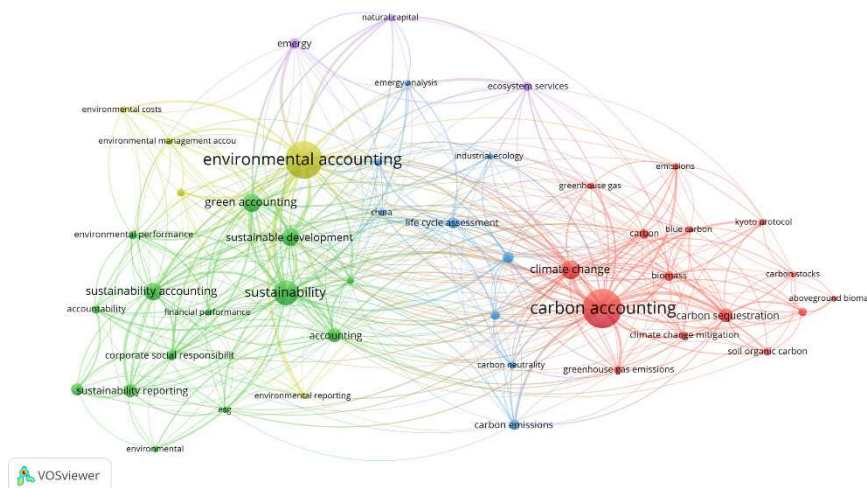 natural capital
emergy
emergy analysis
ecosystem services
environmental costs
environmental management accou
environmental accounting
industrial ecology
emissions
greenhouse gas
green accounting
china
life cycle assessment
kyoto protocol
blue carbon
carbon
environmental performance
sustainable development
climate change
biomass
carbon stocks
sustainability accounting
sustainability
aboveground bioma
accountability
financial performance
carbon accounting
carbon sequestration
accounting
climate change mitigation
corporate social responsibilit
soil organic carbon
carbon neutrality
greenhouse gas emissions
sustainability reporting
environmental reporting
esg
carbon emissions
environmental
VOSviewer